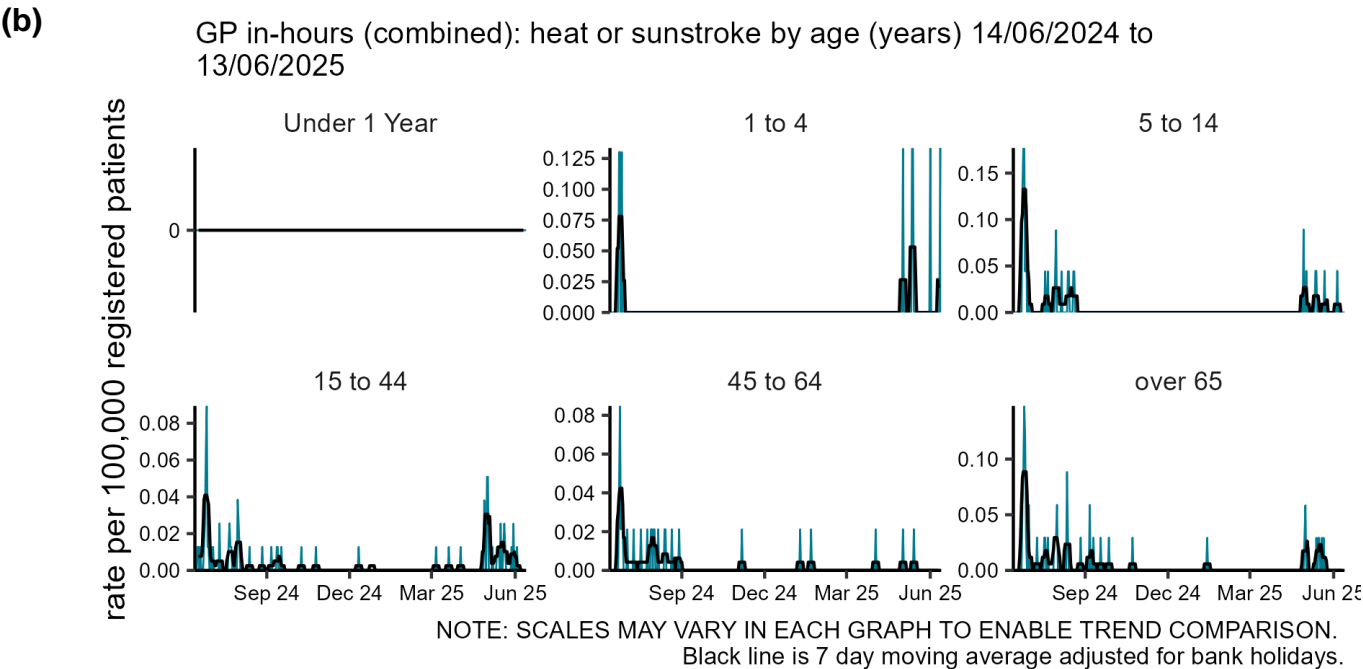 (b)
GP in-hours (combined): heat or sunstroke by age (years) 14/06/2024 to
13/06/2025
rate per 100,000 registered patients
Under 1 Year
0
1 to 4
0.125
0.100
0.075
0.050
0.025
0.000
5 to 14
0.15
0.10
0.05
0.00
15 to 44
0.08
0.06
0.04
0.02
0.00
Sep 24 Dec 24 Mar 25 Jun 25
45 to 64
0.08
0.06
0.04
0.02
0.00
Sep 24 Dec 24 Mar 25 Jun 25
over 65
0.10
0.05
0.00
Sep 24 Dec 24 Mar 25 Jun 25
NOTE: SCALES MAY VARY IN EACH GRAPH TO ENABLE TREND COMPARISON.
Black line is 7 day moving average adjusted for bank holidays.